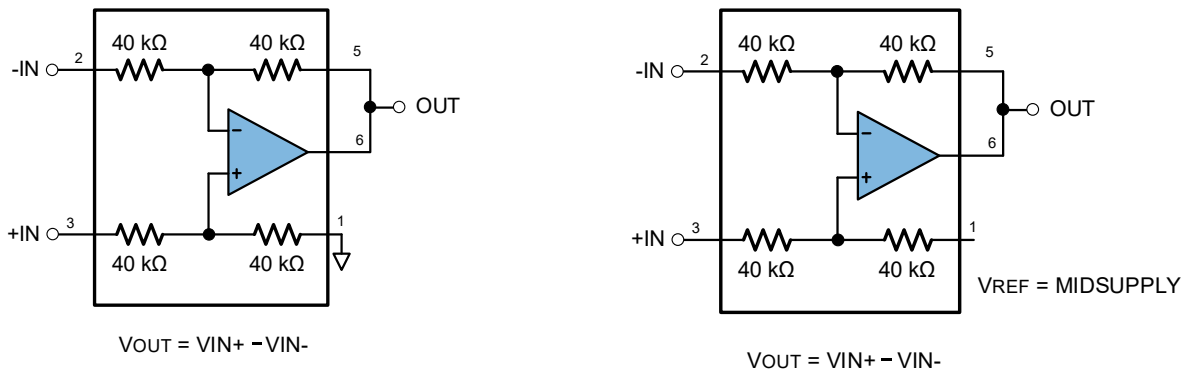 40 kΩ
40 kΩ
5
-IN
2
OUT
−
6
+
+IN
3
1
40 kΩ
40 kΩ
VOUT = VIN+ −VIN-
40 kΩ
40 kΩ
5
-IN
2
OUT
−
6
+
+IN
3
1
40 kΩ
40 kΩ
VREF = MIDSUPPLY
VOUT = VIN+ − VIN-